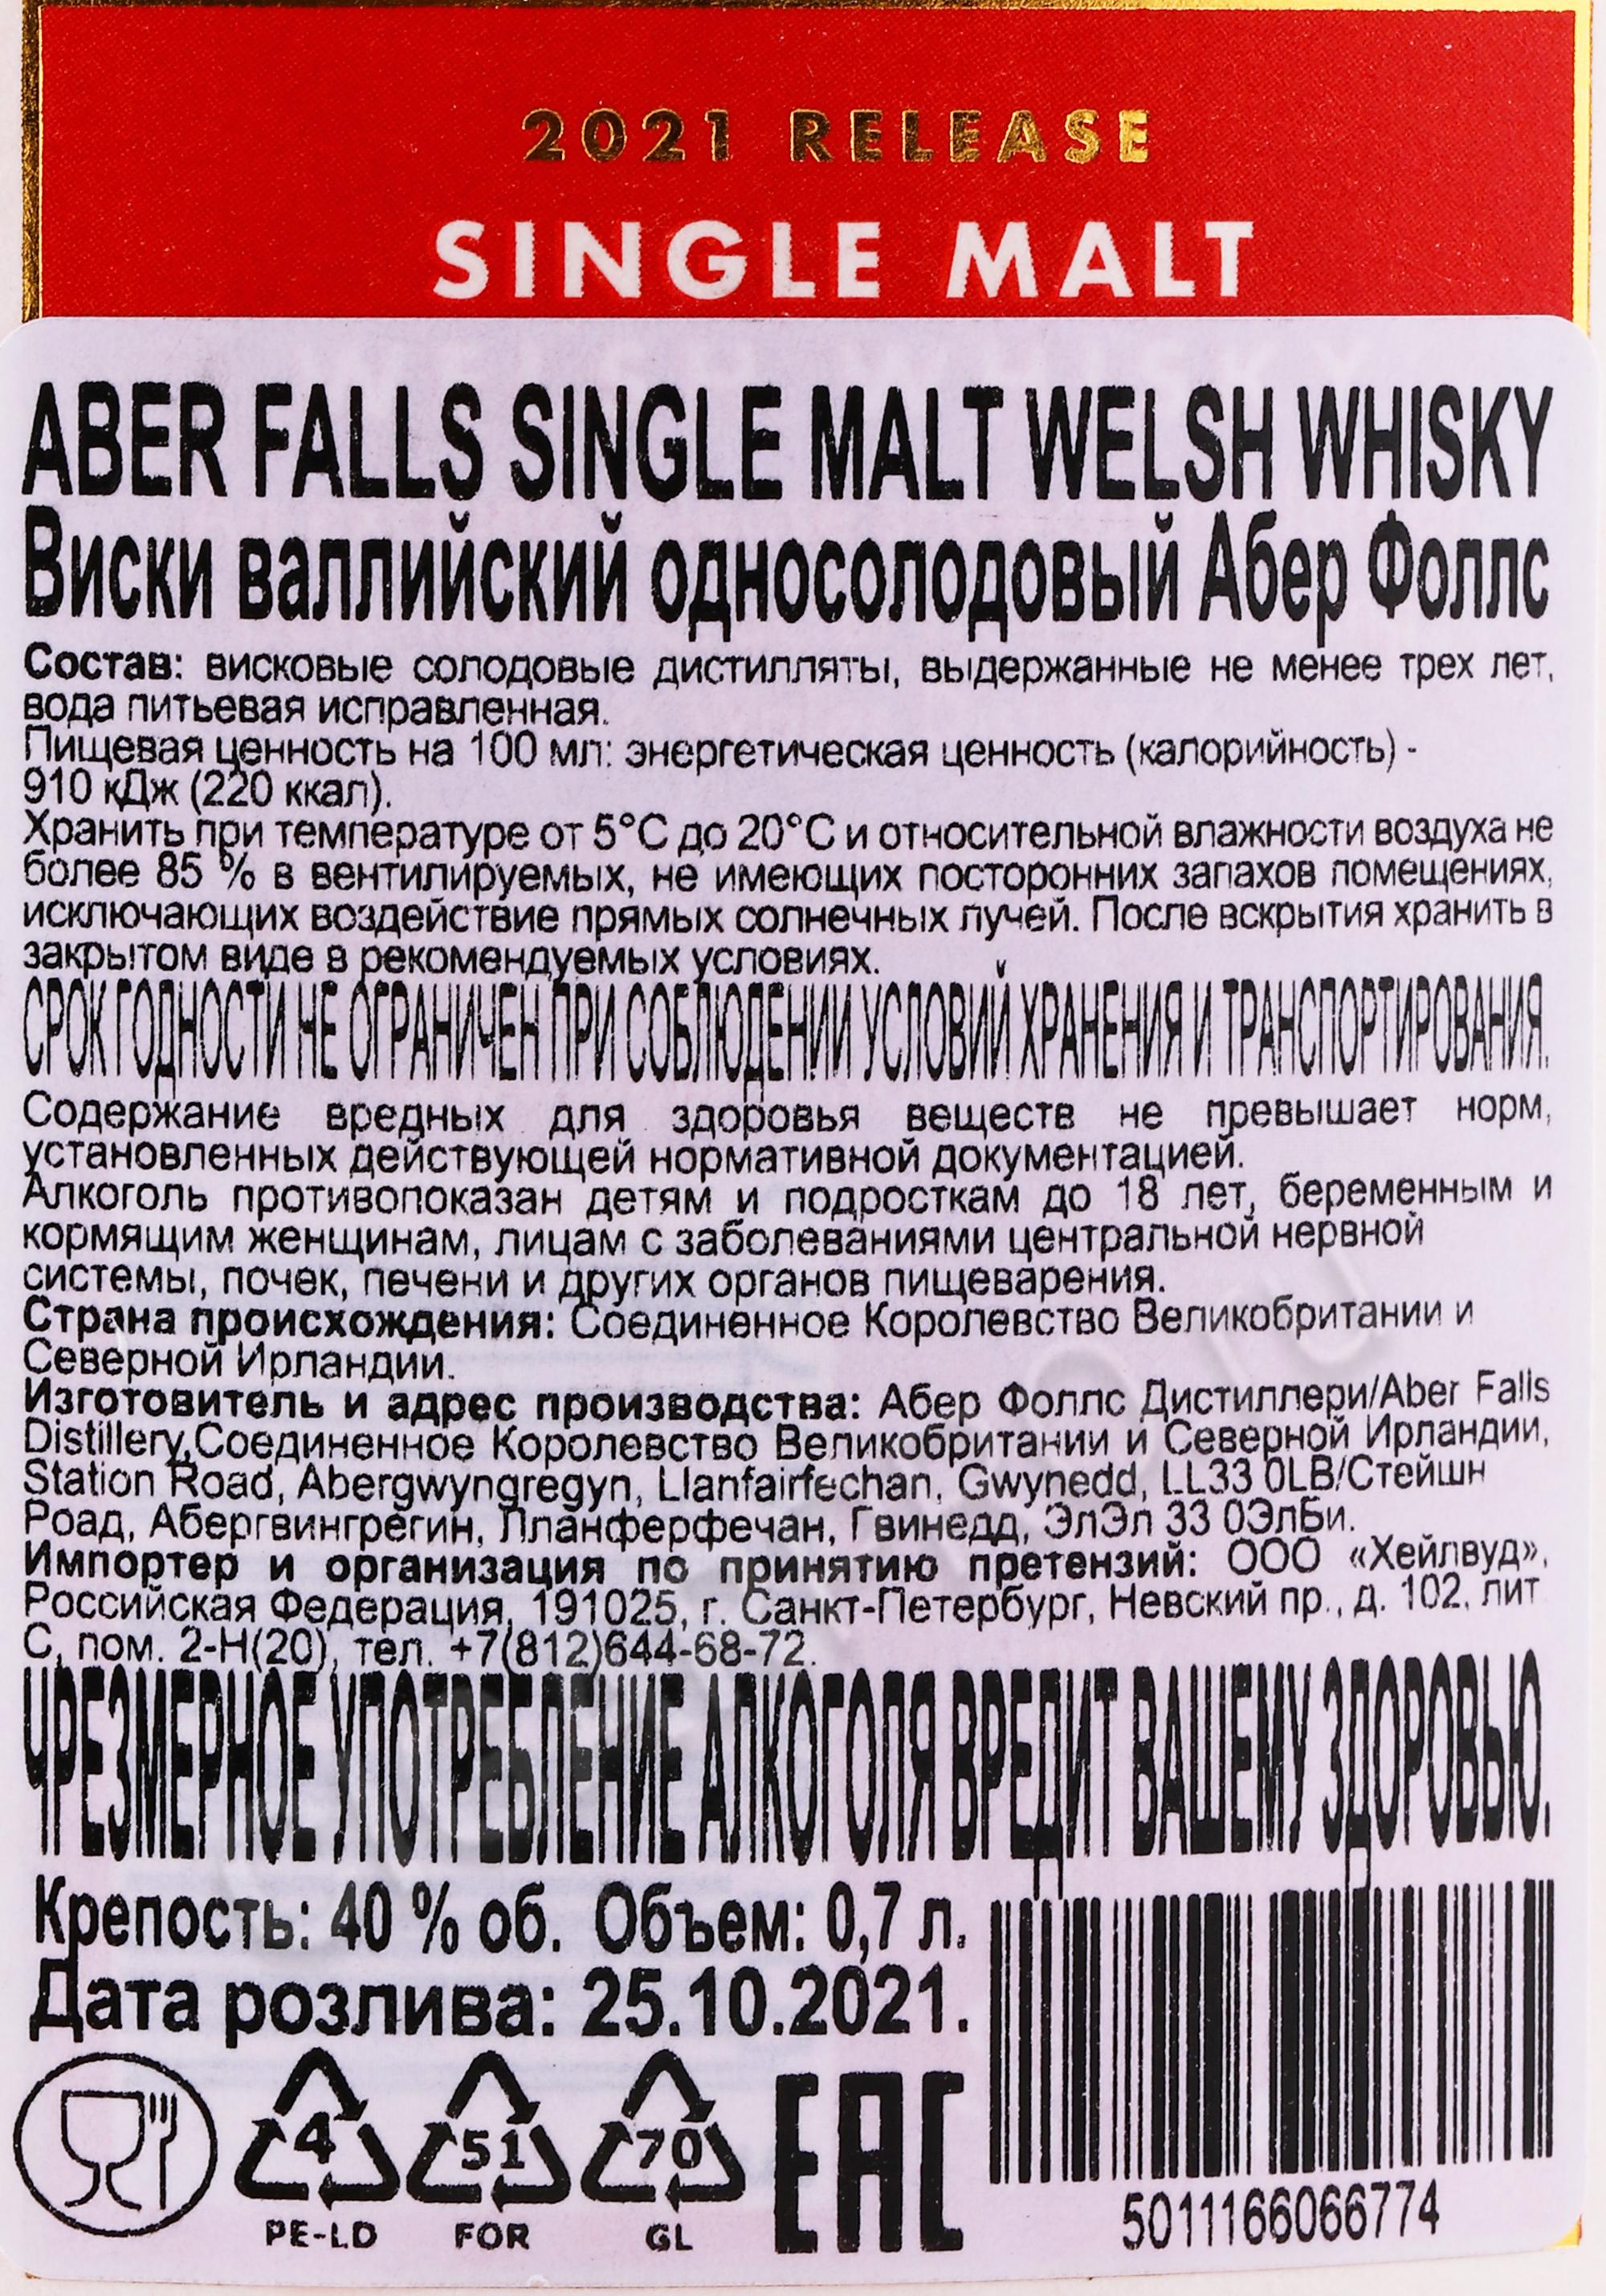 2021 RELEASE
SINGLE MALT
ABER FALLS SINGLE MALT WELSH WHISKY
Виски валлийский односолодовый Абер Фоллс
Состав: висковые солодовые дистилляты, выдержанные не менее трех лет,
вода питьевая исправленная.
Пищевая ценность на 100 мл: энергетическая ценность (калорийность) -
910 кДж (220 ккал).
Хранить при температуре от 5°С до 20°С и относительной влажности воздуха не
более 85 % в вентилируемых, не имеющих посторонних запахов помещениях,
исключающих воздействие прямых солнечных лучей. После вскрытия хранить в
закрытом виде в рекомендуемых условиях.
СРОК ГОДНОСТИ НЕ ОГРАНИЧЕН ПРИ СОБЛЮДЕНИИ УСЛОВИЙ ХРАНЕНИЯ И ТРАНСПОРТИРОВАНИЯ.
Содержание вредных для здоровья веществ не превышает норм,
установленных действующей нормативной документацией.
Алкоголь противопоказан детям и подросткам до 18 лет, беременным и
кормящим женщинам, лицам с заболеваниями центральной нервной
системы, почек, печени и других органов пищеварения.
Страна происхождения: Соединенное Королевство Великобритании и
Северной Ирландии.
Изготовитель и адрес производства: Абер Фоллс Дистиллери/Aber Falls
Distillery,Соединенное Королевство Великобритании и Северной Ирландии,
Station Road, Abergwyngregyn, Llanfairfechan, Gwynedd, LL33 0LB/Стейшн
Роад, Абергвингрегин, Лланферфечан, Гвинедд, ЭлЭл 33 0ЭлБи.
Импортер и организация по принятию претензий: ООО «Хейлвуд»,
Российская Федерация, 191025, г. Санкт-Петербург, Невский пр., д. 102, лит
С, пом. 2-Н(20), тел. +7(812)644-68-72.
ЧРЕЗМЕРНОЕ УПОТРЕБЛЕНИЕ АЛКОГОЛЯ ВРЕДИТ ВАШЕМУ ЗДОРОВЬЮ.
Крепость: 40 % об. Объем: 0,7 л.
Дата розлива: 25.10.2021.
4 51 70 EAC
PE-LD FOR GL
5011166066774